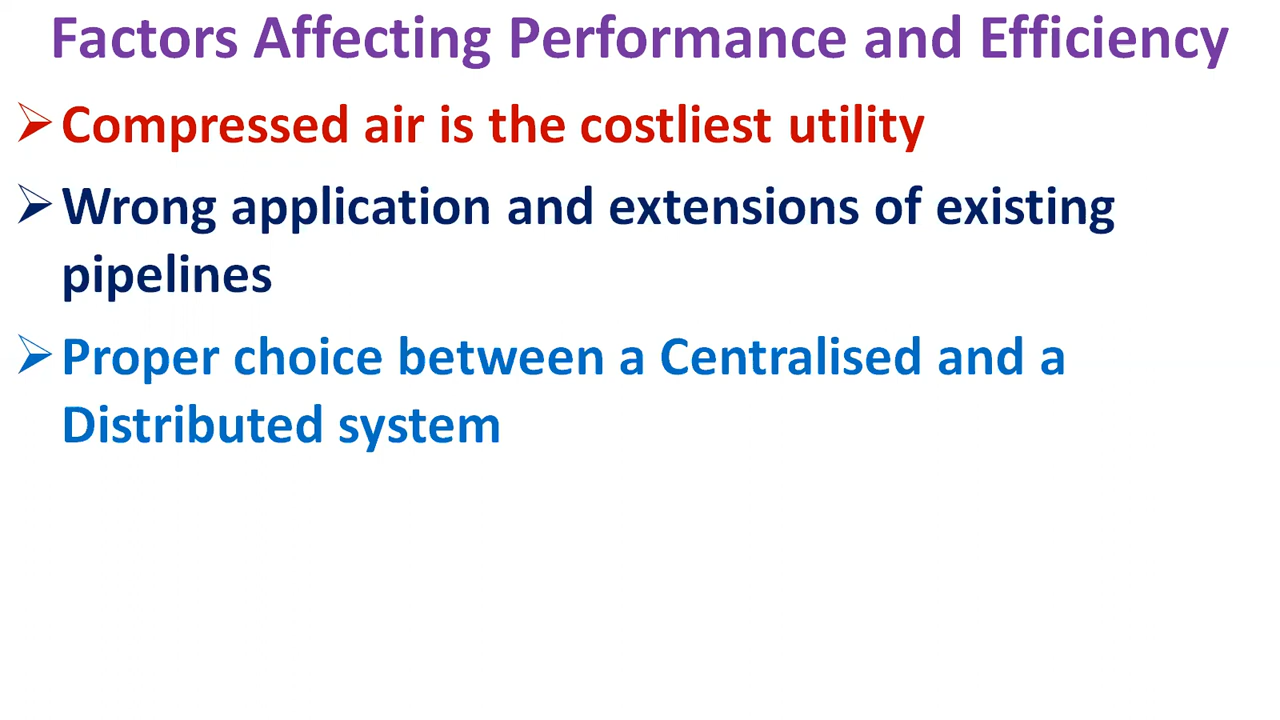 Factors Affecting Performance and Efficiency
➢Compressed air is the costliest utility
➢Wrong application and extensions of existing
pipelines
➢Proper choice between a Centralised and a
Distributed system